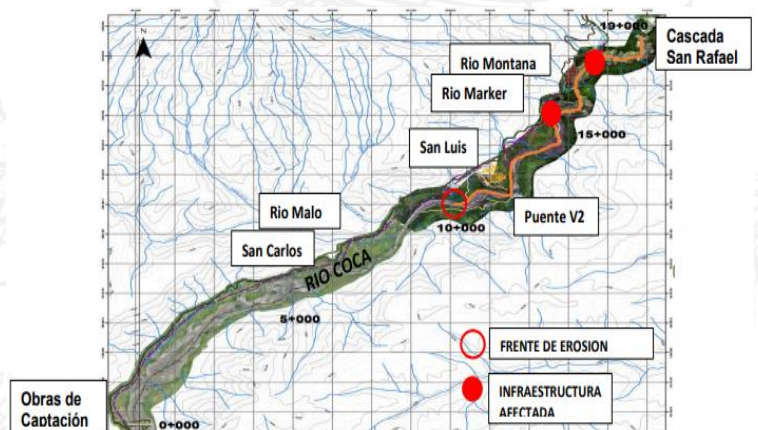 19+000
Cascada
San Rafael
Rio Montana
Rio Marker
15+000
San Luis
Puente V2
10+000
Rio Malo
San Carlos
RIO COCA
5+000
FRENTE DE EROSION
INFRAESTRUCTURA
AFECTADA
Obras de
Captación
0+000